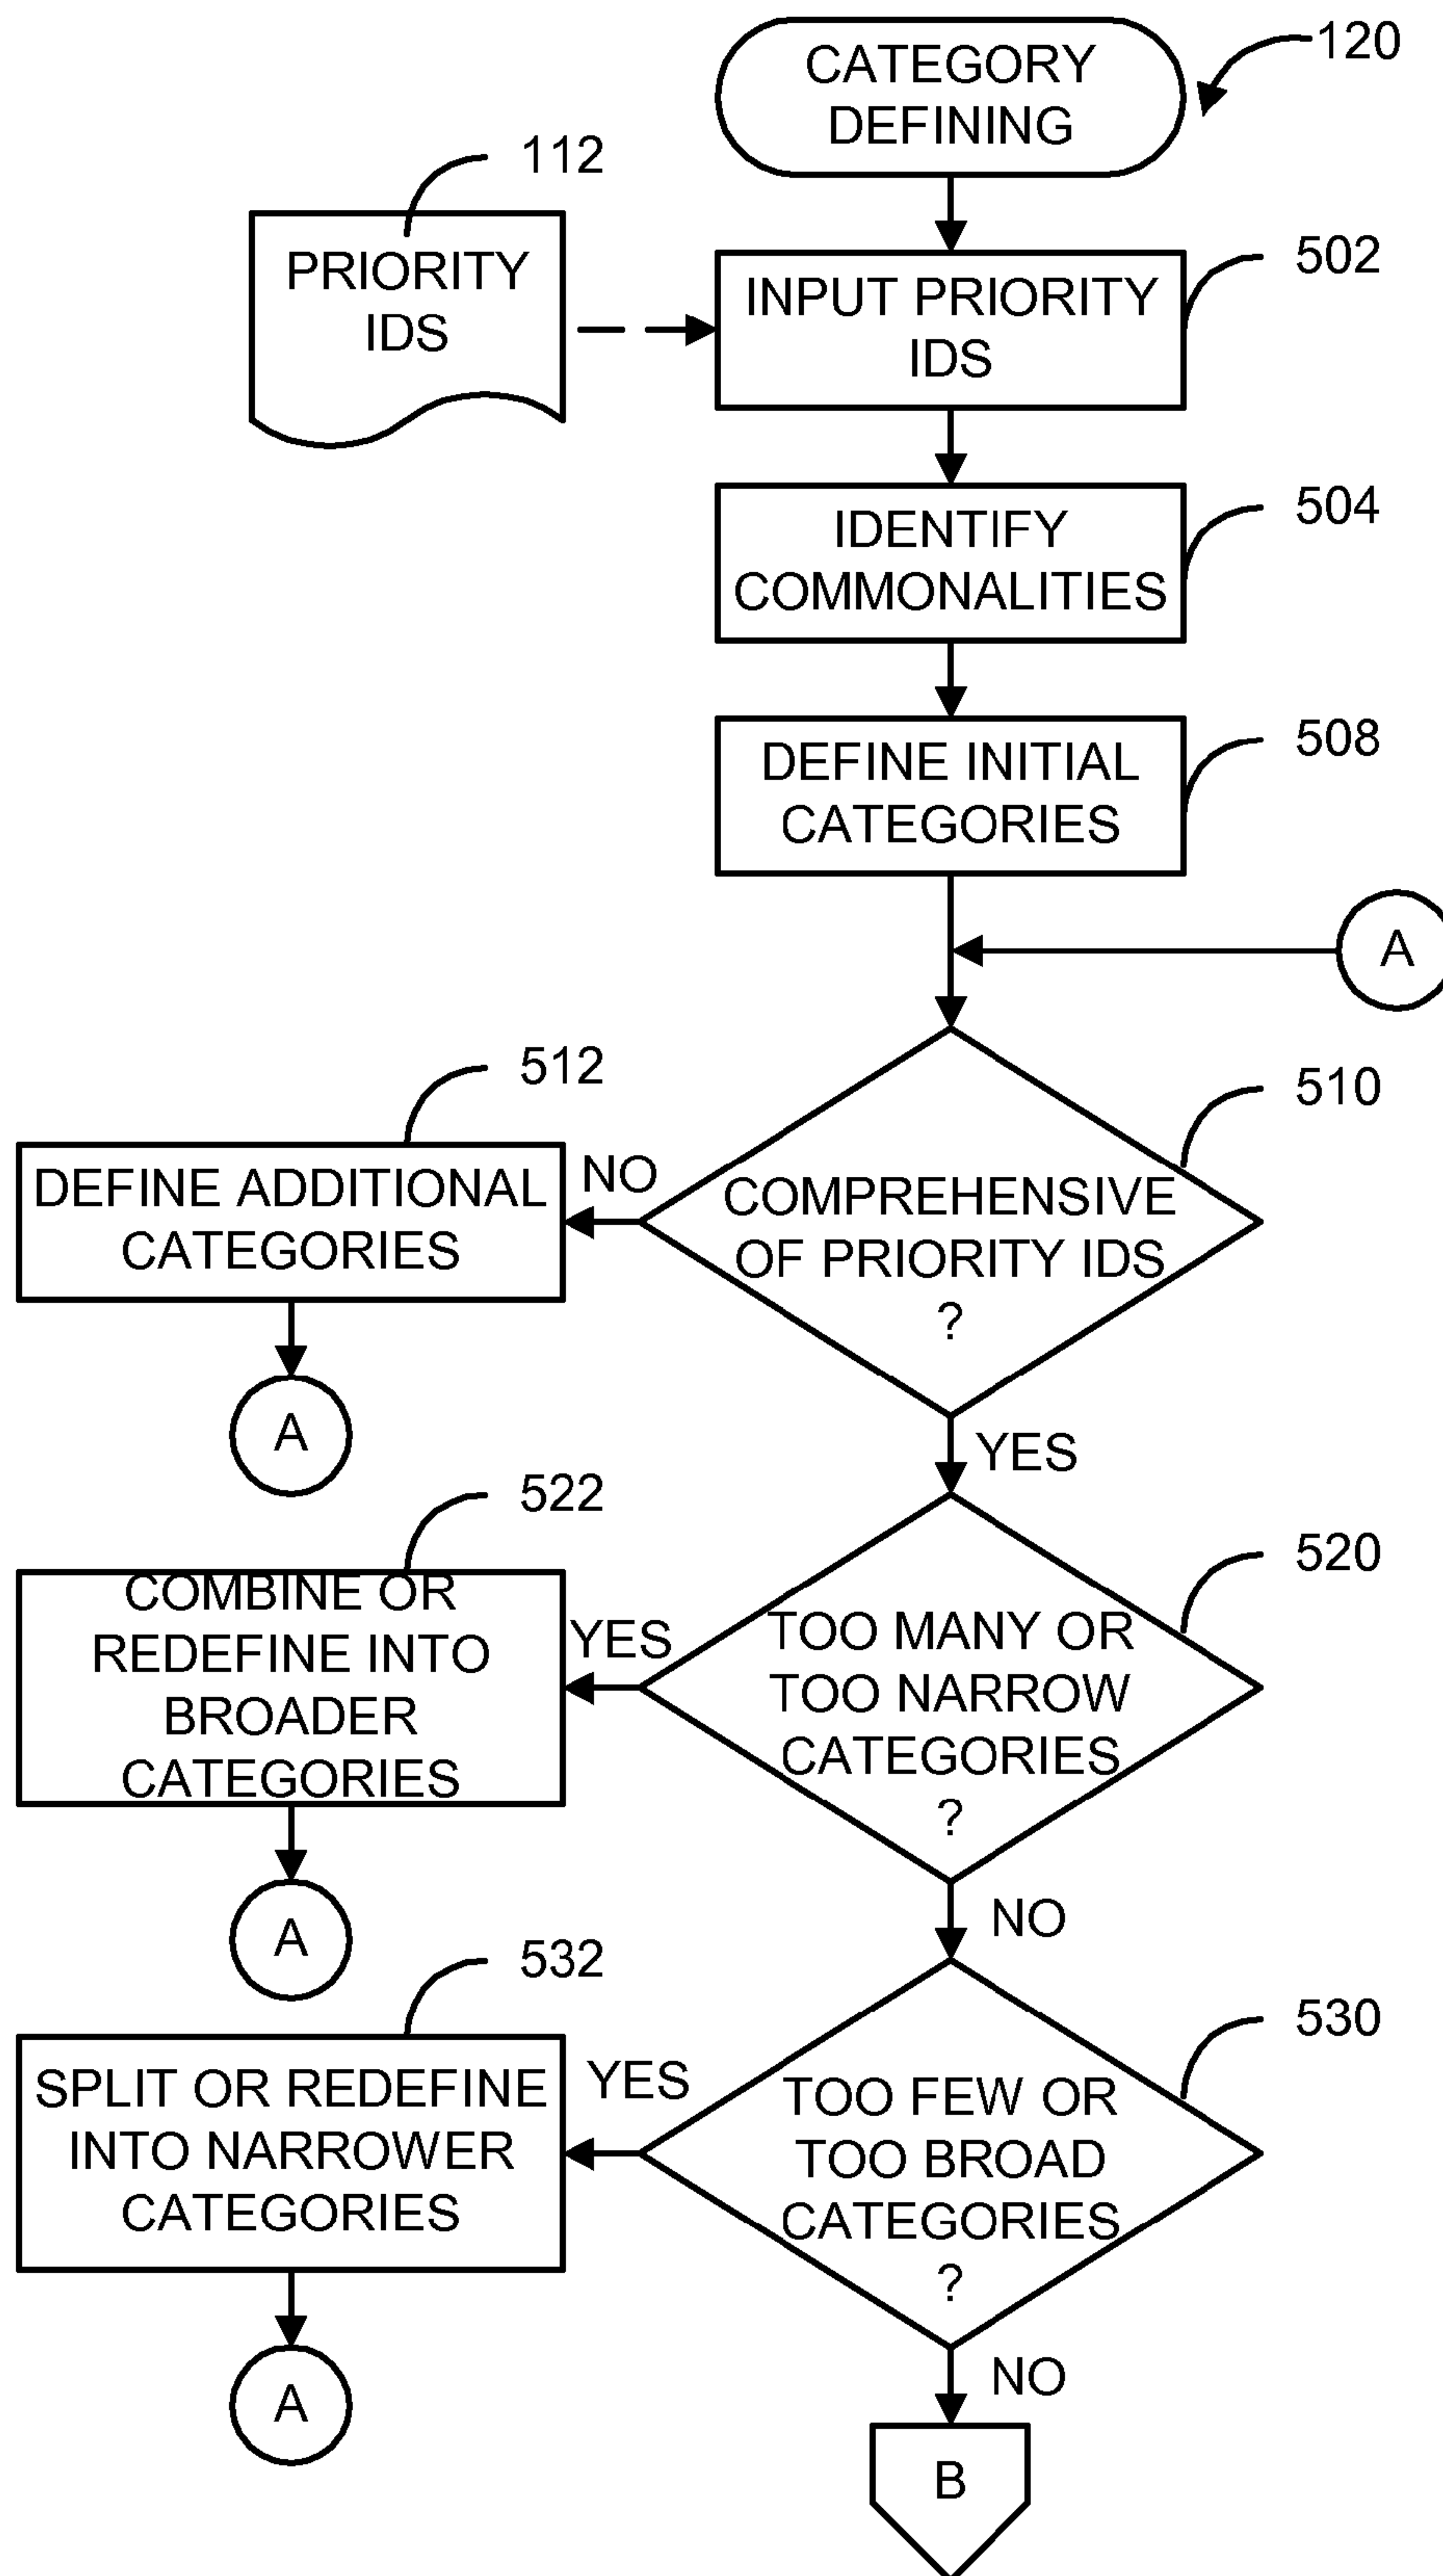 CATEGORY
DEFINING
120
112
PRIORITY
IDS
502
INPUT PRIORITY
IDS
504
IDENTIFY
COMMONALITIES
508
DEFINE INITIAL
CATEGORIES
A
510
COMPREHENSIVE
OF PRIORITY IDS
?
NO
512
DEFINE ADDITIONAL
CATEGORIES
A
YES
520
TOO MANY OR
TOO NARROW
CATEGORIES
?
YES
522
COMBINE OR
REDEFINE INTO
BROADER
CATEGORIES
A
NO
530
TOO FEW OR
TOO BROAD
CATEGORIES
?
YES
532
SPLIT OR REDEFINE
INTO NARROWER
CATEGORIES
A
NO
B